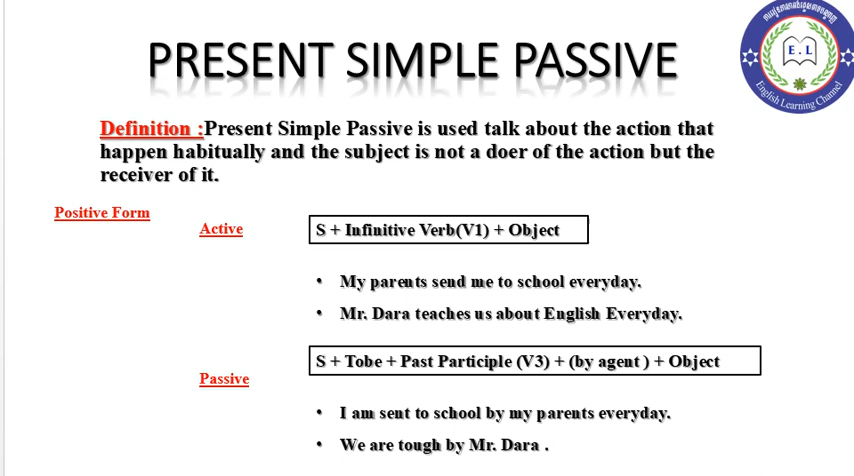 PRESENT SIMPLE PASSIVE
E . L
English Learning Channel
Definition :Present Simple Passive is used talk about the action that
happen habitually and the subject is not a doer of the action but the
receiver of it.
Positive Form
Active
S + Infinitive Verb(V1) + Object
• My parents send me to school everyday.
• Mr. Dara teaches us about English Everyday.
S + Tobe + Past Participle (V3) + (by agent ) + Object
Passive
• I am sent to school by my parents everyday.
• We are tough by Mr. Dara .